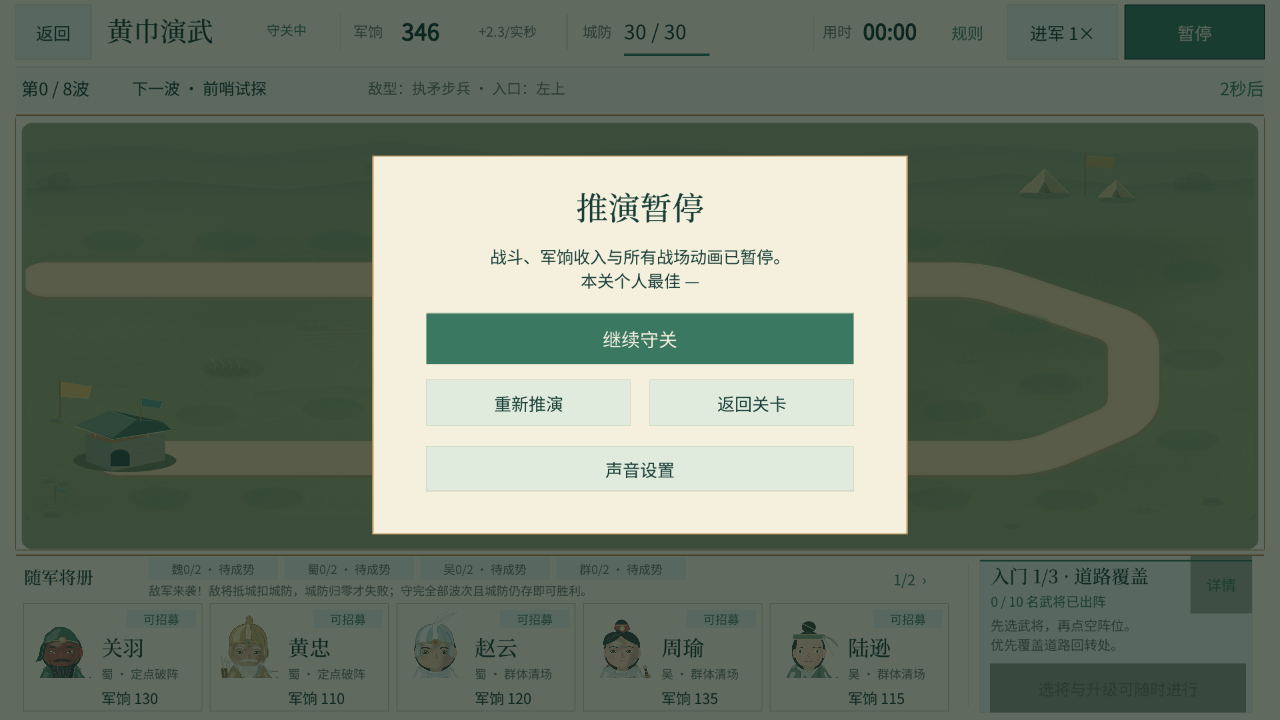 返回
黄巾演武
守关中
军饷 346 +2.3/实秒
城防 30 / 30
用时 00:00
规则
进军 1×
暂停
第0 / 8波
下一波 · 前哨试探
敌型：执矛步兵 · 入口：左上
2秒后
推演暂停
战斗、军饷收入与所有战场动画已暂停。
本关个人最佳 —
继续守关
重新推演
返回关卡
声音设置
随军将册
魏0/2 · 待成势
蜀0/2 · 待成势
吴0/2 · 待成势
群0/2 · 待成势
敌军来袭！敌将抵城扣城防，城防归零才失败；守完全部波次且城防仍存即可胜利。
1/2 ›
可招募
关羽
蜀 · 定点破阵
军饷 130
可招募
黄忠
蜀 · 定点破阵
军饷 110
可招募
赵云
蜀 · 群体清场
军饷 120
可招募
周瑜
吴 · 群体清场
军饷 135
可招募
陆逊
吴 · 群体清场
军饷 115
入门 1/3 · 道路覆盖
详情
0 / 10 名武将已出阵
先选武将，再点空阵位。
优先覆盖道路回转处。
选将与升级可随时进行